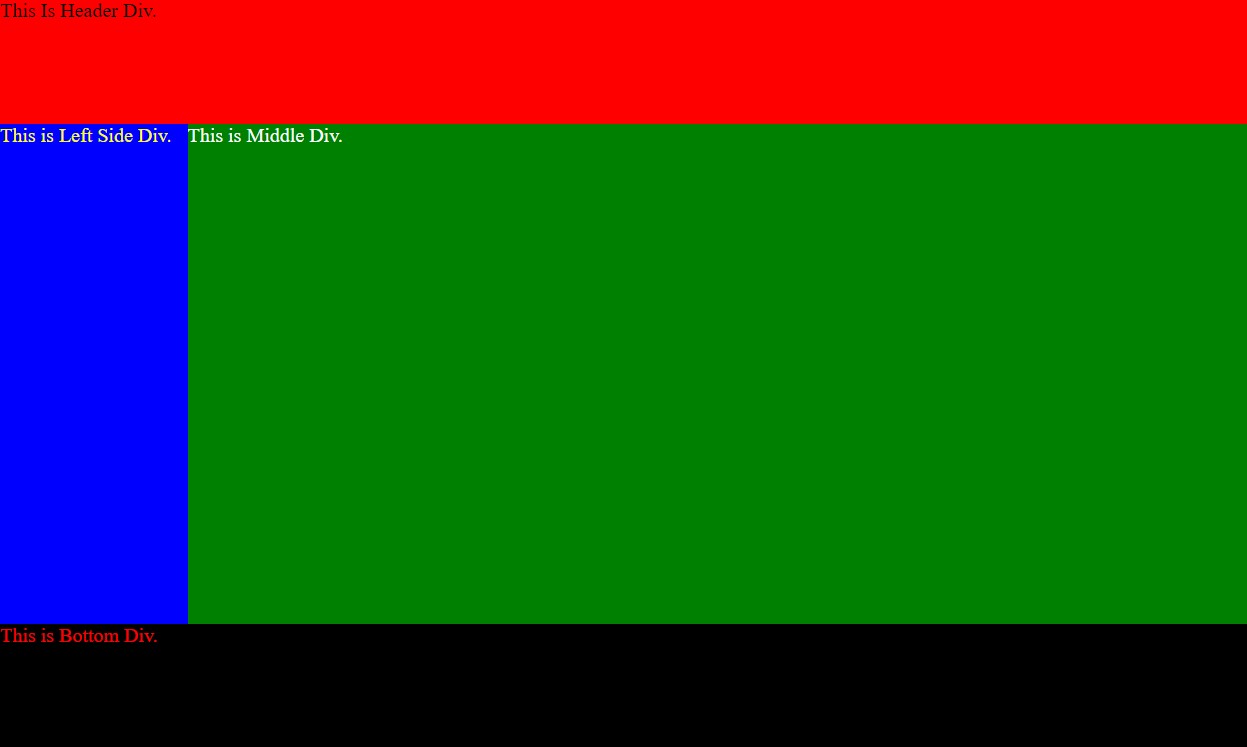 This Is Header Div.
This is Left Side Div.
This is Middle Div.
This is Bottom Div.